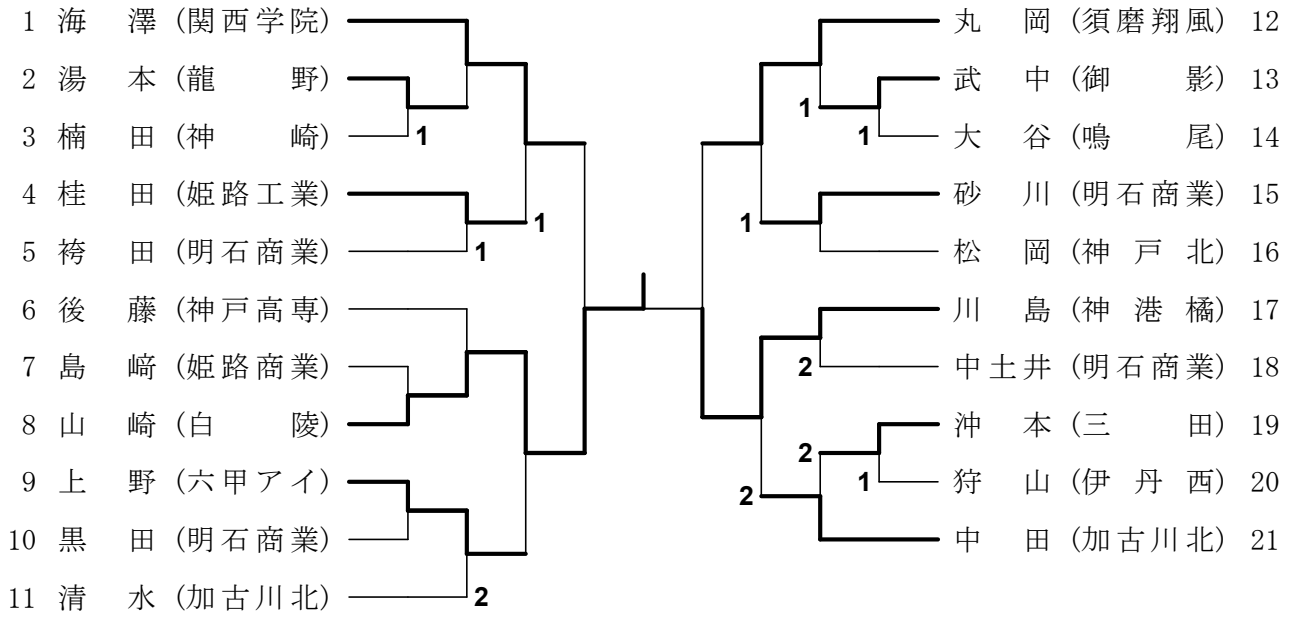 1 海 澤 (関西学院)
2 湯 本 (龍 野)
3 楠 田 (神 崎)
1
4 桂 田 (姫路工業)
1
5 袴 田 (明石商業)
1
6 後 藤 (神戸高専)
7 島 﨑 (姫路商業)
8 山 崎 (白 陵)
9 上 野 (六甲アイ)
10 黒 田 (明石商業)
11 清 水 (加古川北)
2
丸 岡 (須磨翔風) 12
武 中 (御 影) 13
1
大 谷 (鳴 尾) 14
1
砂 川 (明石商業) 15
1
松 岡 (神 戸 北) 16
川 島 (神 港 橘) 17
中土井 (明石商業) 18
2
沖 本 (三 田) 19
2
狩 山 (伊 丹 西) 20
1
2
中 田 (加古川北) 21